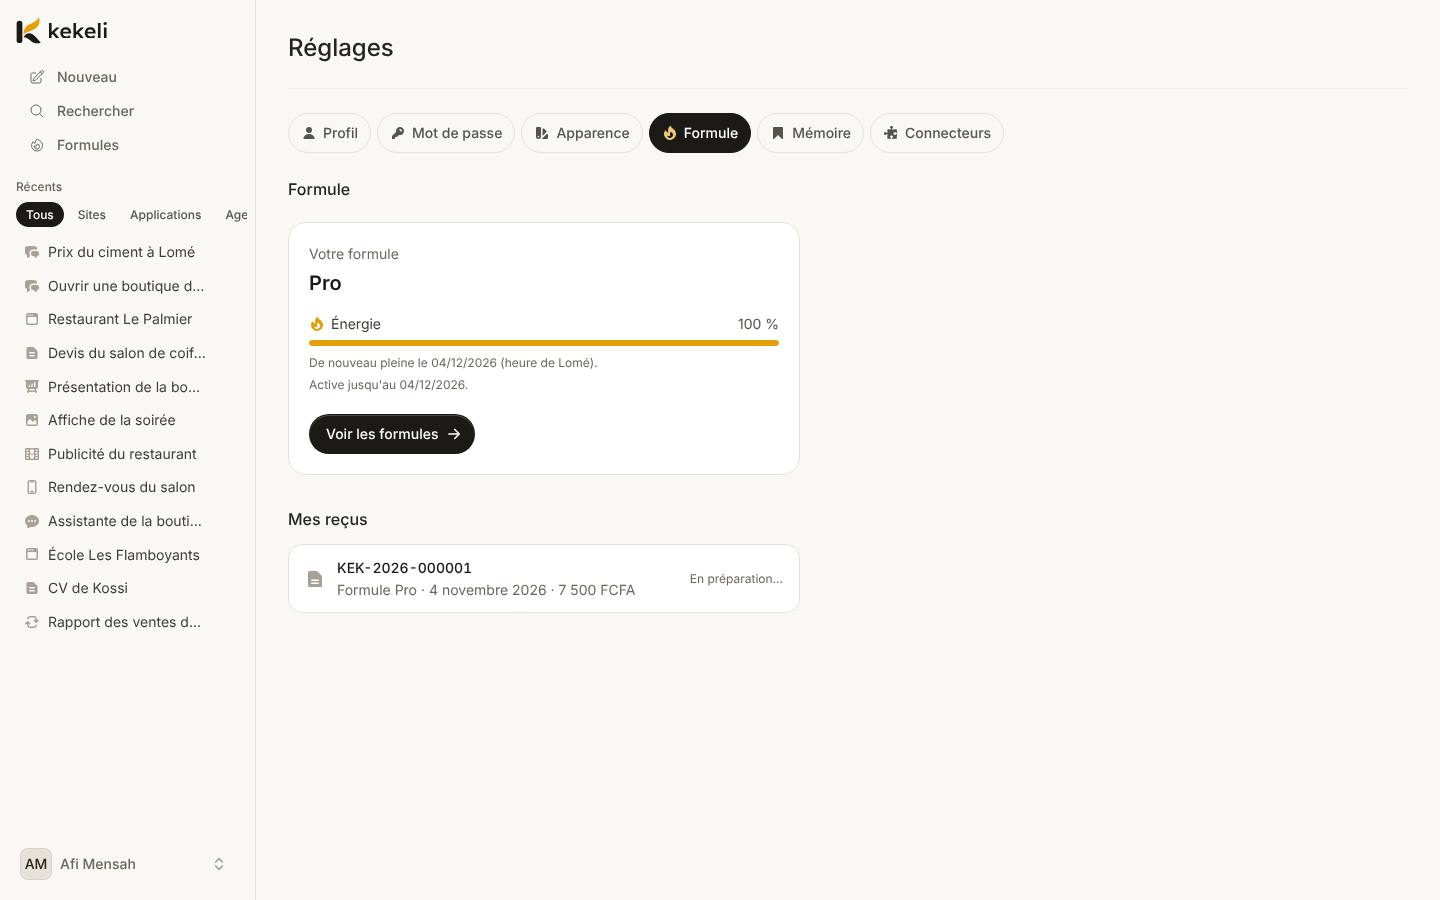 kekeli
Nouveau
Rechercher
Formules
Récents
Tous Sites Applications Age
Prix du ciment à Lomé
Ouvrir une boutique d...
Restaurant Le Palmier
Devis du salon de coif...
Présentation de la bo...
Affiche de la soirée
Publicité du restaurant
Rendez-vous du salon
Assistante de la bouti...
École Les Flamboyants
CV de Kossi
Rapport des ventes d...
AM Afi Mensah
Réglages
Profil Mot de passe Apparence Formule Mémoire Connecteurs
Formule
Votre formule
Pro
Énergie 100 %
De nouveau pleine le 04/12/2026 (heure de Lomé).
Active jusqu'au 04/12/2026.
Voir les formules →
Mes reçus
KEK-2026-000001
Formule Pro · 4 novembre 2026 · 7 500 FCFA
En préparation...